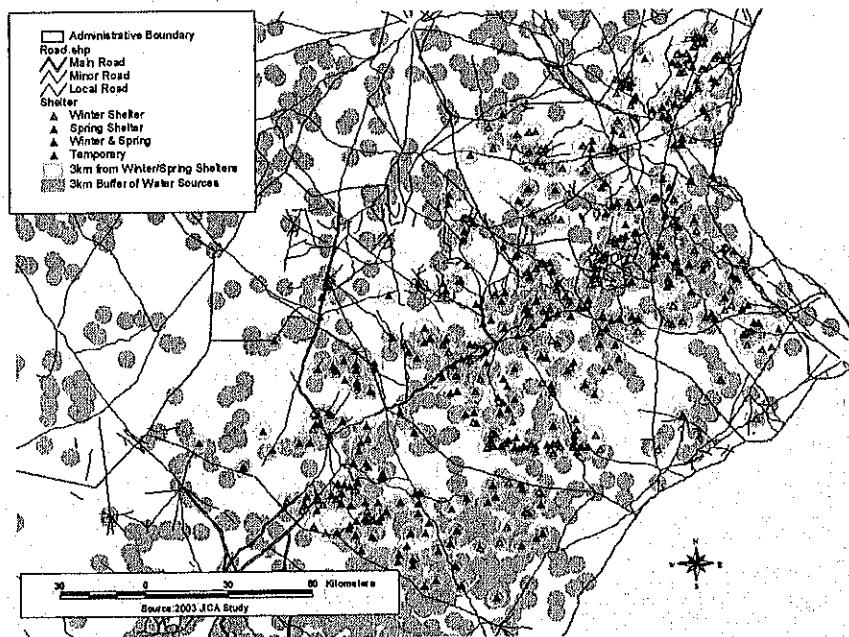 Administrative Boundary
Road.shp
Main Road
Minor Road
Local Road
Shelter
Winter Shelter
Spring Shelter
Winter & Spring
Temporary
3km from Winter/Spring Shelters
3km Buffer of Water Sources
N
W E
S
30 0 30 60 Kilometers
Source:2003 JICA Study